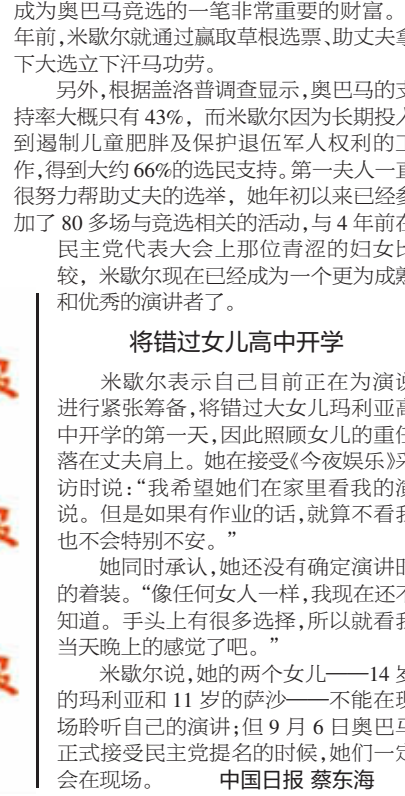 成为奥巴马竞选的一笔非常重要的财富。
年前,米歇尔就通过赢取草根选票、助丈夫拿
下大选立下汗马功劳。
另外,根据盖洛普调查显示,奥巴马的支
持率大概只有43%，而米歇尔因为长期投入
到遏制儿童肥胖及保护退伍军人权利的工
作,得到大约66%的选民支持。第一夫人一直
很努力帮助丈夫的选举，她年初以来已经参
加了80多场与竞选相关的活动,与4年前在
民主党代表大会上那位青涩的妇女比
较，米歇尔现在已经成为一个更为成熟
和优秀的演讲者了。
将错过女儿高中开学
米歇尔表示自己目前正在为演说
进行紧张筹备,将错过大女儿玛利亚高
中开学的第一天,因此照顾女儿的重任
落在丈夫肩上。她在接受《今夜娱乐》采
访时说:“我希望她们在家里看我的演
说。但是如果有作业的话,就算不看我
也不会特别不安。”
她同时承认,她还没有确定演讲时
的着装。“像任何女人一样,我现在还不
知道。手头上有很多选择,所以就看我
当天晚上的感觉了吧。”
米歇尔说,她的两个女儿——14岁
的玛利亚和11岁的萨沙——不能在现
场聆听自己的演讲;但9月6日奥巴马
正式接受民主党提名的时候,她们一定
会在现场。 中国日报 蔡东海